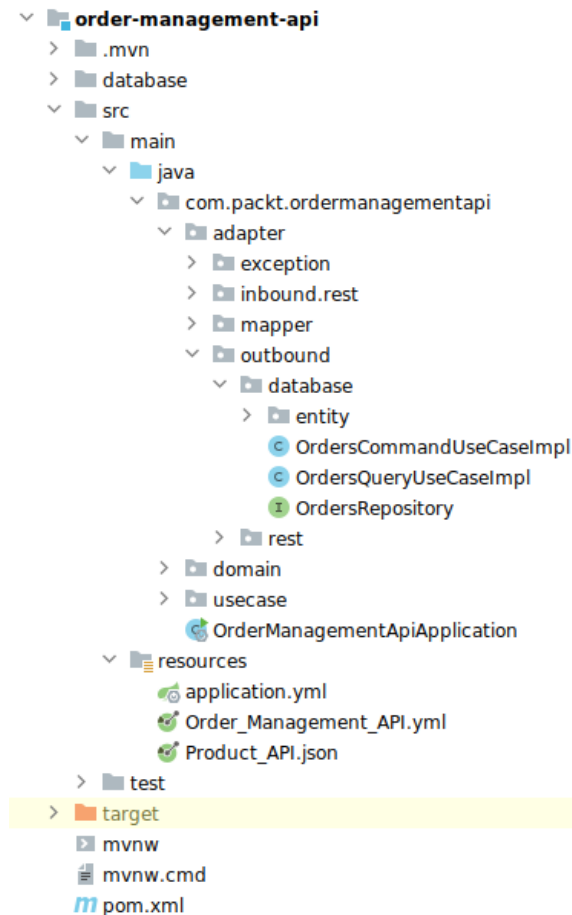 order-management-api
.mvn
database
src
main
java
com.packt.ordermanagementapi
adapter
exception
inbound.rest
mapper
outbound
database
entity
OrdersCommandUseCaseImpl
OrdersQueryUseCaseImpl
OrdersRepository
rest
domain
usecase
OrderManagementApiApplication
resources
application.yml
Order_Management_API.yml
Product_API.json
test
target
mvnw
mvnw.cmd
pom.xml